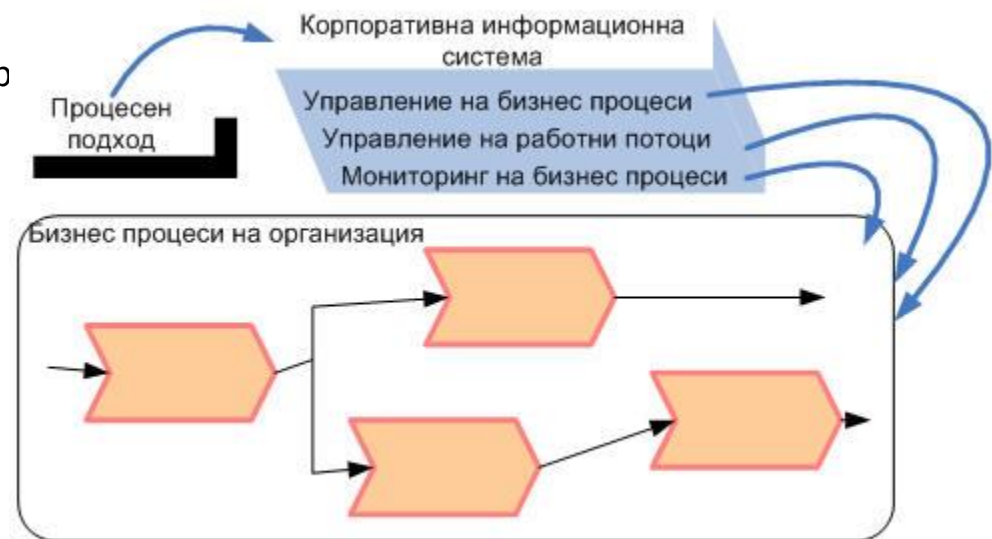 Корпоративна информационна
система
р
Процесен
подход
Управление на бизнес процеси
Управление на работни потоци
Мониторинг на бизнес процеси
Бизнес процеси на организация